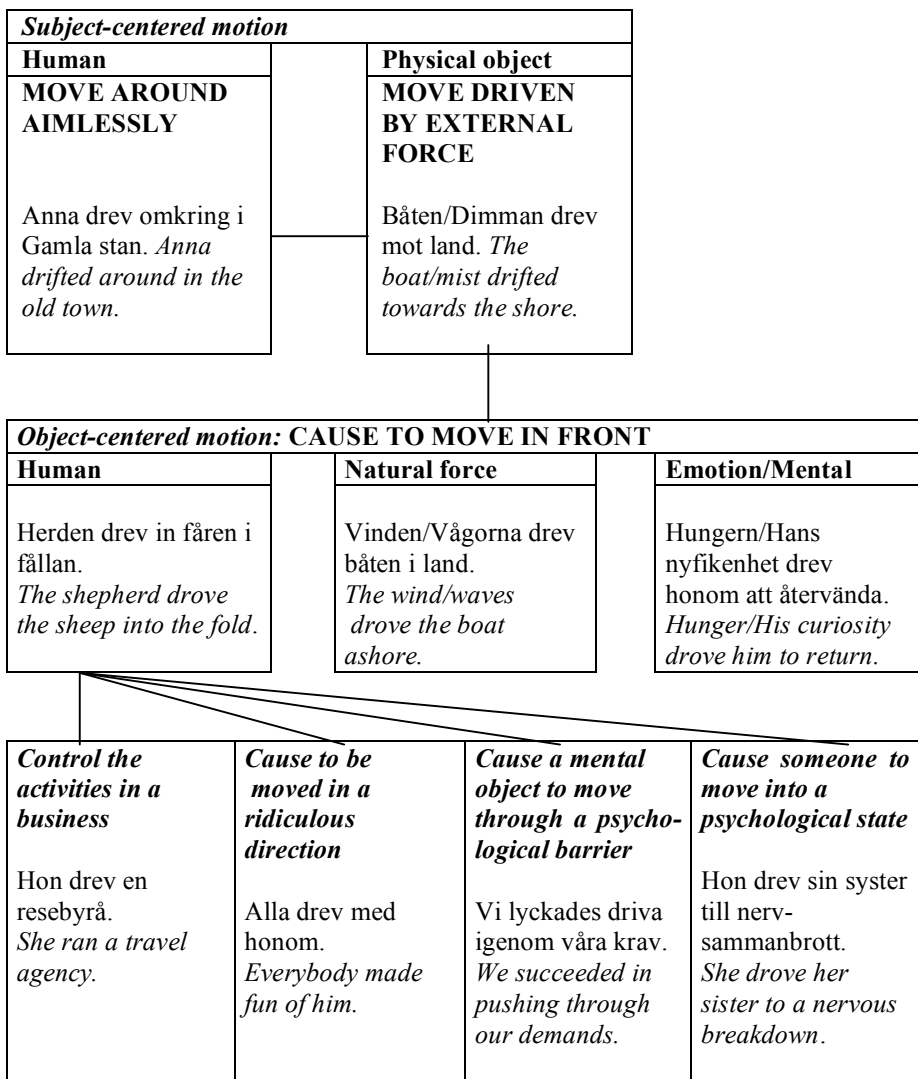 Subject-centered motion
Human
MOVE AROUND
AIMLESSLY
Anna drev omkring i
Gamla stan. Anna
drifted around in the
old town.
Physical object
MOVE DRIVEN
BY EXTERNAL
FORCE
Båten/Dimman drev
mot land. The
boat/mist drifted
towards the shore.
Object-centered motion: CAUSE TO MOVE IN FRONT
Human
Herden drev in fåren i
fållan.
The shepherd drove
the sheep into the fold.
Natural force
Vinden/Vågorna drev
båten i land.
The wind/waves
drove the boat
ashore.
Emotion/Mental
Hungern/Hans
nyfikenhet drev
honom att återvända.
Hunger/His curiosity
drove him to return.
Control the
activities in a
business
Hon drev en
resebyrå.
She ran a travel
agency.
Cause to be
moved in a
ridiculous
direction
Alla drev med
honom.
Everybody made
fun of him.
Cause a mental
object to move
through a psycho-
logical barrier
Vi lyckades driva
igenom våra krav.
We succeeded in
pushing through
our demands.
Cause someone to
move into a
psychological state
Hon drev sin syster
till nerv-
sammanbrott.
She drove her
sister to a nervous
breakdown.